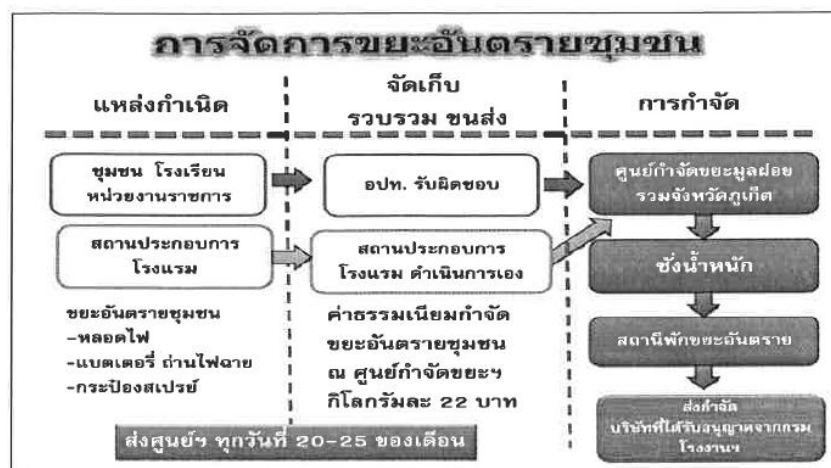 การจัดการขยะอันตรายชุมชน
แหล่งกำเนิด
จัดเก็บ
รวบรวม ขนส่ง
การกำจัด
ชุมชน โรงเรียน
หน่วยงานราชการ
อปท. รับผิดชอบ
ศูนย์กำจัดขยะมูลฝอย
รวมจังหวัดภูเก็ต
สถานประกอบการ
โรงแรม
สถานประกอบการ
โรงแรม ดำเนินการเอง
ชั่งน้ำหนัก
ขยะอันตรายชุมชน
-หลอดไฟ
-แบตเตอรี่ ถ่านไฟฉาย
-กระป๋องสเปรย์
ค่าธรรมเนียมกำจัด
ขยะอันตรายชุมชน
ณ ศูนย์กำจัดขยะฯ
กิโลกรัมละ 22 บาท
สถานีพักขยะอันตราย
ส่งกำจัด
บริษัทที่ได้รับอนุญาตจากกรม
โรงงานฯ
ส่งศูนย์ฯ ทุกวันที่ 20-25 ของเดือน